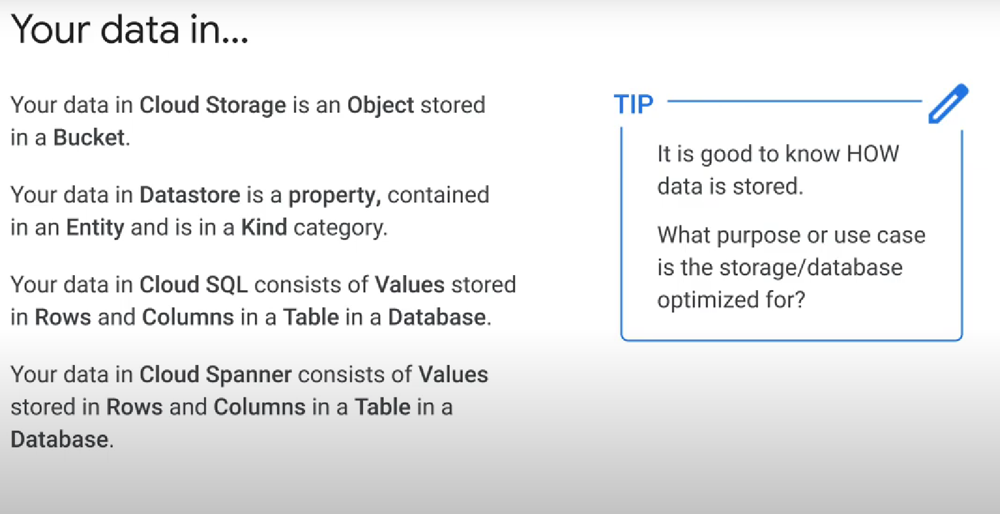 Your data in...
Your data in Cloud Storage is an Object stored
in a Bucket.
Your data in Datastore is a property, contained
in an Entity and is in a Kind category.
Your data in Cloud SQL consists of Values stored
in Rows and Columns in a Table in a Database.
Your data in Cloud Spanner consists of Values
stored in Rows and Columns in a Table in a
Database.
TIP
It is good to know HOW
data is stored.
What purpose or use case
is the storage/database
optimized for?